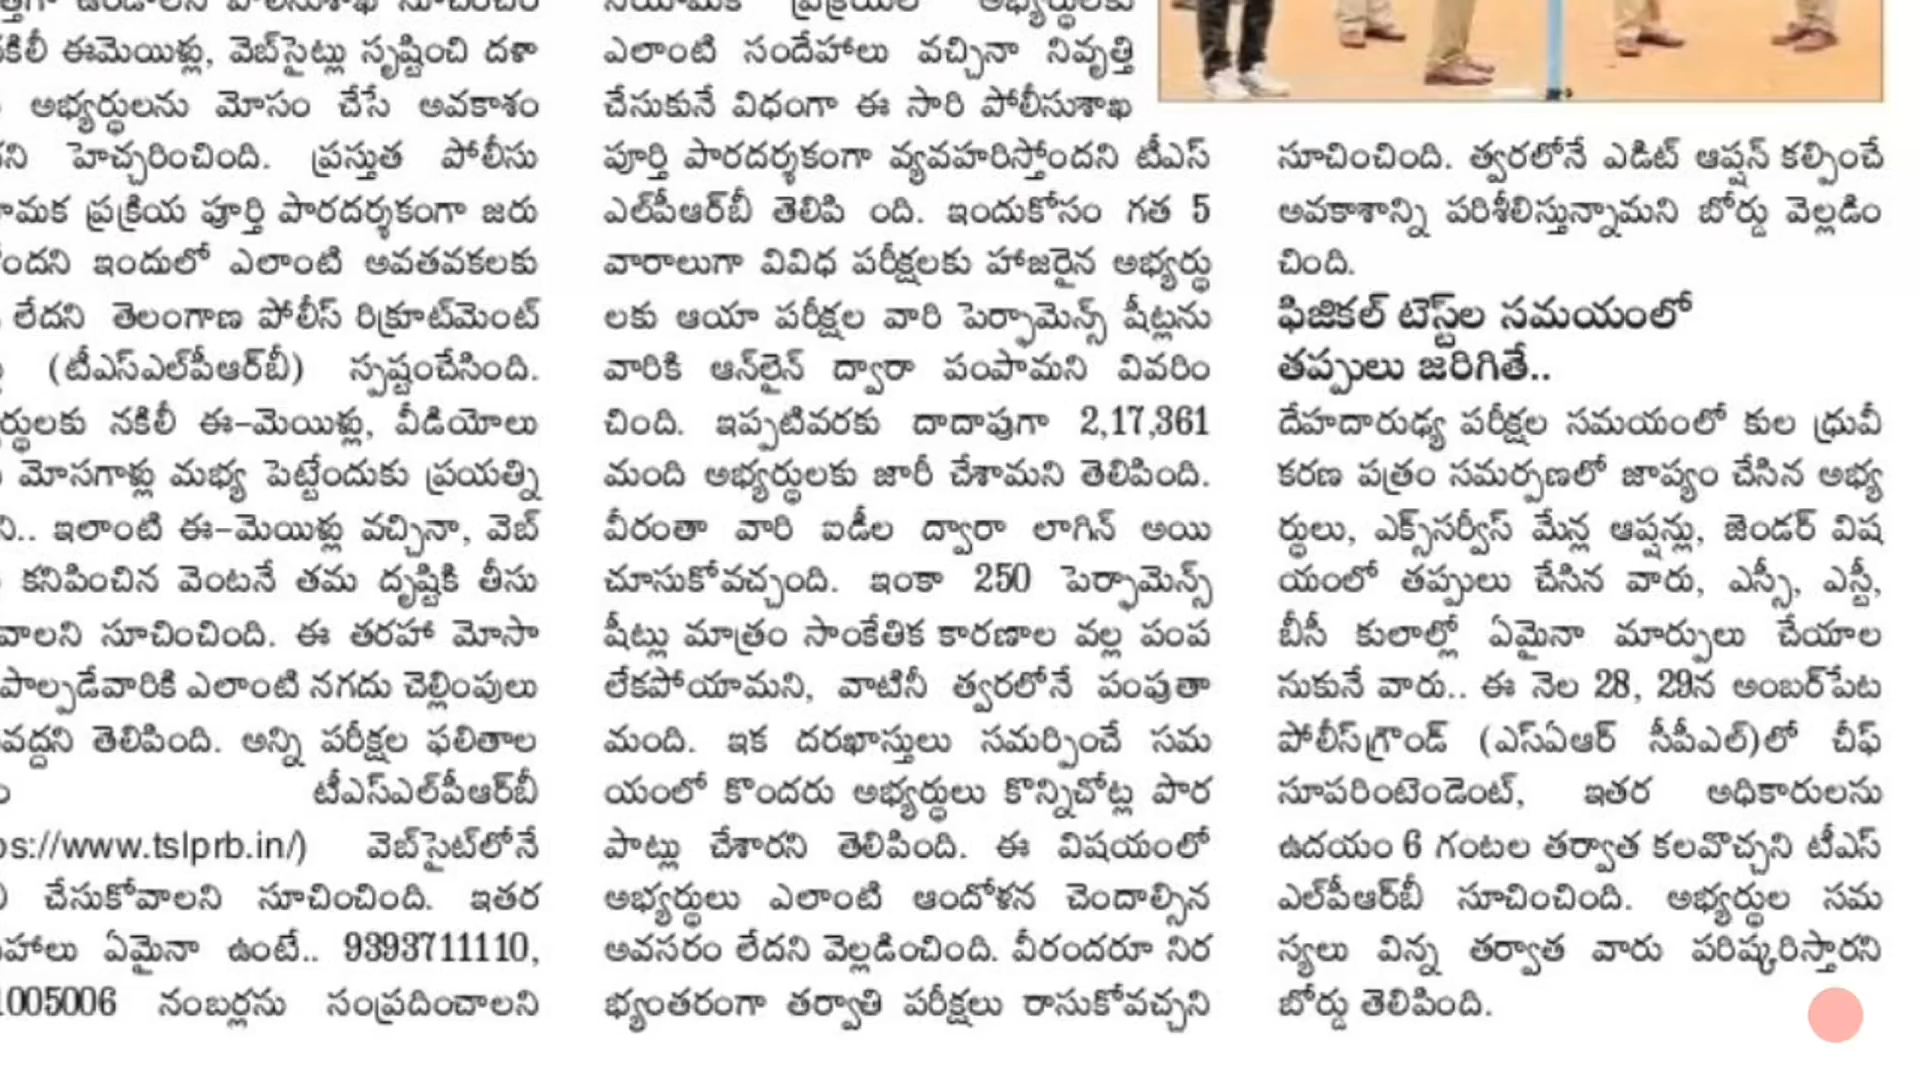 కిలీ ఈమెయిళ్లు, వెబ్‌సైట్లు సృష్టించి దళా
అభ్యర్థులను మోసం చేసే అవకాశం
హెచ్చరించింది. ప్రస్తుత పోలీసు
ామక ప్రక్రియ పూర్తి పారదర్శకంగా జరు
ందని ఇందులో ఎలాంటి అవతవకలకు
లేదని తెలంగాణ పోలీస్ రిక్రూట్‌మెంట్
(టీఎస్ఎల్‌పీఆర్‌బీ) స్పష్టంచేసింది.
ర్థులకు నకిలీ ఈ-మెయిళ్లు, వీడియోలు
మోసగాళ్లు మభ్య పెట్టేందుకు ప్రయత్ని
ని.. ఇలాంటి ఈ-మెయిళ్లు వచ్చినా, వెబ్
కనిపించిన వెంటనే తమ దృష్టికి తీసు
వాలని సూచించింది. ఈ తరహా మోసా
పాల్పడేవారికి ఎలాంటి నగదు చెల్లింపులు
వద్దని తెలిపింది. అన్ని పరీక్షల ఫలితాల
టీఎస్ఎల్‌పీఆర్‌బీ
ps://www.tslprb.in/) వెబ్‌సైట్‌లోనే
చేసుకోవాలని సూచించింది. ఇతర
హాలు ఏమైనా ఉంటే.. 9393711110,
1005006 నంబర్లను సంప్రదించాలని
ఎలాంటి సందేహాలు వచ్చినా నివృత్తి
చేసుకునే విధంగా ఈ సారి పోలీసుశాఖ
పూర్తి పారదర్శకంగా వ్యవహరిస్తోందని టీఎస్
ఎల్‌పీఆర్‌బీ తెలిపి ంది. ఇందుకోసం గత 5
వారాలుగా వివిధ పరీక్షలకు హాజరైన అభ్యర్థు
లకు ఆయా పరీక్షల వారి పెర్ఫామెన్స్ షీట్లను
వారికి ఆన్‌లైన్ ద్వారా పంపామని వివరిం
చింది. ఇప్పటివరకు దాదాపుగా 2,17,361
మంది అభ్యర్థులకు జారీ చేశామని తెలిపింది.
వీరంతా వారి ఐడీల ద్వారా లాగిన్ అయి
చూసుకోవచ్చంది. ఇంకా 250 పెర్ఫామెన్స్
షీట్లు మాత్రం సాంకేతిక కారణాల వల్ల పంప
లేకపోయామని, వాటినీ త్వరలోనే పంపుతా
మంది. ఇక దరఖాస్తులు సమర్పించే సమ
యంలో కొందరు అభ్యర్థులు కొన్నిచోట్ల పొర
పాట్లు చేశారని తెలిపింది. ఈ విషయంలో
అభ్యర్థులు ఎలాంటి ఆందోళన చెందాల్సిన
అవసరం లేదని వెల్లడించింది. వీరందరూ నిర
భ్యంతరంగా తర్వాతి పరీక్షలు రాసుకోవచ్చని
సూచించింది. త్వరలోనే ఎడిట్ ఆప్షన్ కల్పించే
అవకాశాన్ని పరిశీలిస్తున్నామని బోర్డు వెల్లడిం
చింది.
ఫిజికల్ టెస్ట్‌ల సమయంలో
తప్పులు జరిగితే..
దేహదారుఢ్య పరీక్షల సమయంలో కుల ధ్రువీ
కరణ పత్రం సమర్పణలో జాప్యం చేసిన అభ్య
ర్థులు, ఎక్స్‌సర్వీస్ మేన్ల ఆప్షన్లు, జెండర్ విష
యంలో తప్పులు చేసిన వారు, ఎస్సీ, ఎస్టీ,
బీసీ కులాల్లో ఏమైనా మార్పులు చేయాల
నుకునే వారు.. ఈ నెల 28, 29న అంబర్‌పేట
పోలీస్‌గ్రౌండ్ (ఎస్ఏఆర్ సీపీఎల్)లో చీఫ్
సూపరింటెండెంట్, ఇతర అధికారులను
ఉదయం 6 గంటల తర్వాత కలవొచ్చని టీఎస్
ఎల్‌పీఆర్‌బీ సూచించింది. అభ్యర్థుల సమ
స్యలు విన్న తర్వాత వారు పరిష్కరిస్తారని
బోర్డు తెలిపింది.